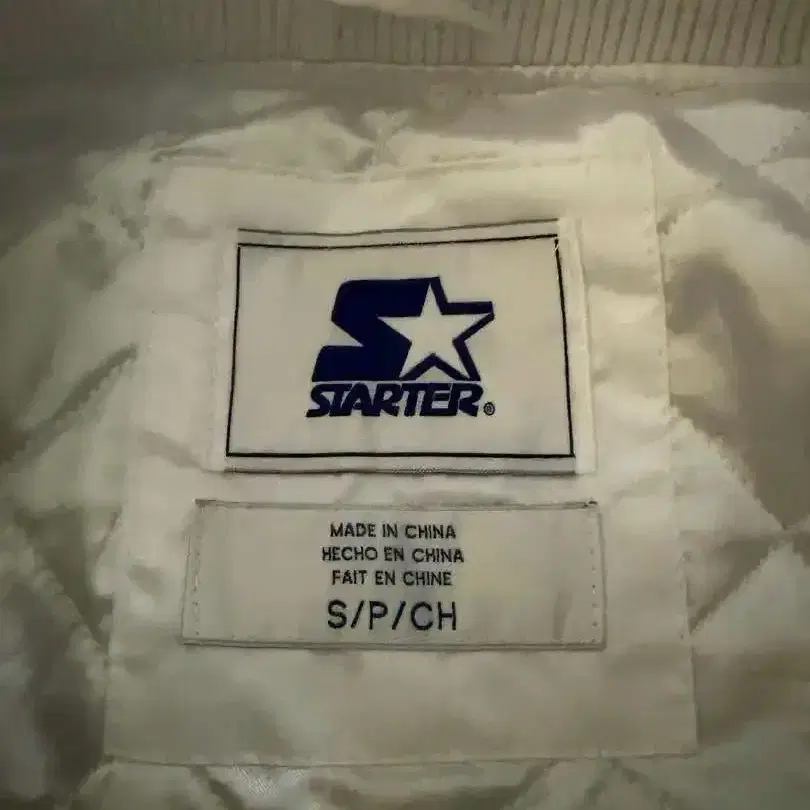 STARTER®
MADE IN CHINA
HECHO EN CHINA
FAIT EN CHINE
S/P/CH